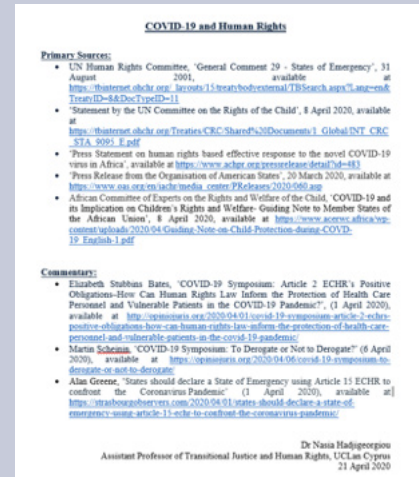 COVID-19 and Human Rights
Primary Sources:
• UN Human Rights Committee, 'General Comment 29 - States of Emergency', 31
August 2001, available at
https://tbinternet.ohchr.org/_layouts/15/treatybodyexternal/TBSearch.aspx?Lang=en&
TreatyID=8&DocTypeID=11
• 'Statement by the UN Committee on the Rights of the Child', 8 April 2020, available
at
https://tbinternet.ohchr.org/Treaties/CRC/Shared%20Documents/1_Global/INT_CRC
_STA_9095_E.pdf
• 'Press Statement on human rights based effective response to the novel COVID-19
virus in Africa', available at https://www.achpr.org/pressrelease/detail?id=483
• 'Press Release from the Organisation of American States', 20 March 2020, available at
https://www.oas.org/en/iachr/media_center/PReleases/2020/060.asp
• African Committee of Experts on the Rights and Welfare of the Child, 'COVID-19 and
its Implication on Children's Rights and Welfare- Guiding Note to Member States of
the African Union', 8 April 2020, available at https://www.acerwc.africa/wp-
content/uploads/2020/04/Guiding-Note-on-Child-Protection-during-COVID-
19_English-1.pdf
Commentary:
• Elizabeth Stubbins Bates, 'COVID-19 Symposium: Article 2 ECHR's Positive
Obligations–How Can Human Rights Law Inform the Protection of Health Care
Personnel and Vulnerable Patients in the COVID-19 Pandemic?', (1 April 2020),
available at http://opiniojuris.org/2020/04/01/covid-19-symposium-article-2-echrs-
positive-obligations-how-can-human-rights-law-inform-the-protection-of-health-care-
personnel-and-vulnerable-patients-in-the-covid-19-pandemic/
• Martin Scheinin, 'COVID-19 Symposium: To Derogate or Not to Derogate?' (6 April
2020), available at https://opiniojuris.org/2020/04/06/covid-19-symposium-to-
derogate-or-not-to-derogate/
• Alan Greene, 'States should declare a State of Emergency using Article 15 ECHR to
confront the Coronavirus Pandemic' (1 April 2020), available at
https://strasbourgobservers.com/2020/04/01/states-should-declare-a-state-of-
emergency-using-article-15-echr-to-confront-the-coronavirus-pandemic/
Dr Nasia Hadjigeorgiou
Assistant Professor of Transitional Justice and Human Rights, UCLan Cyprus
21 April 2020